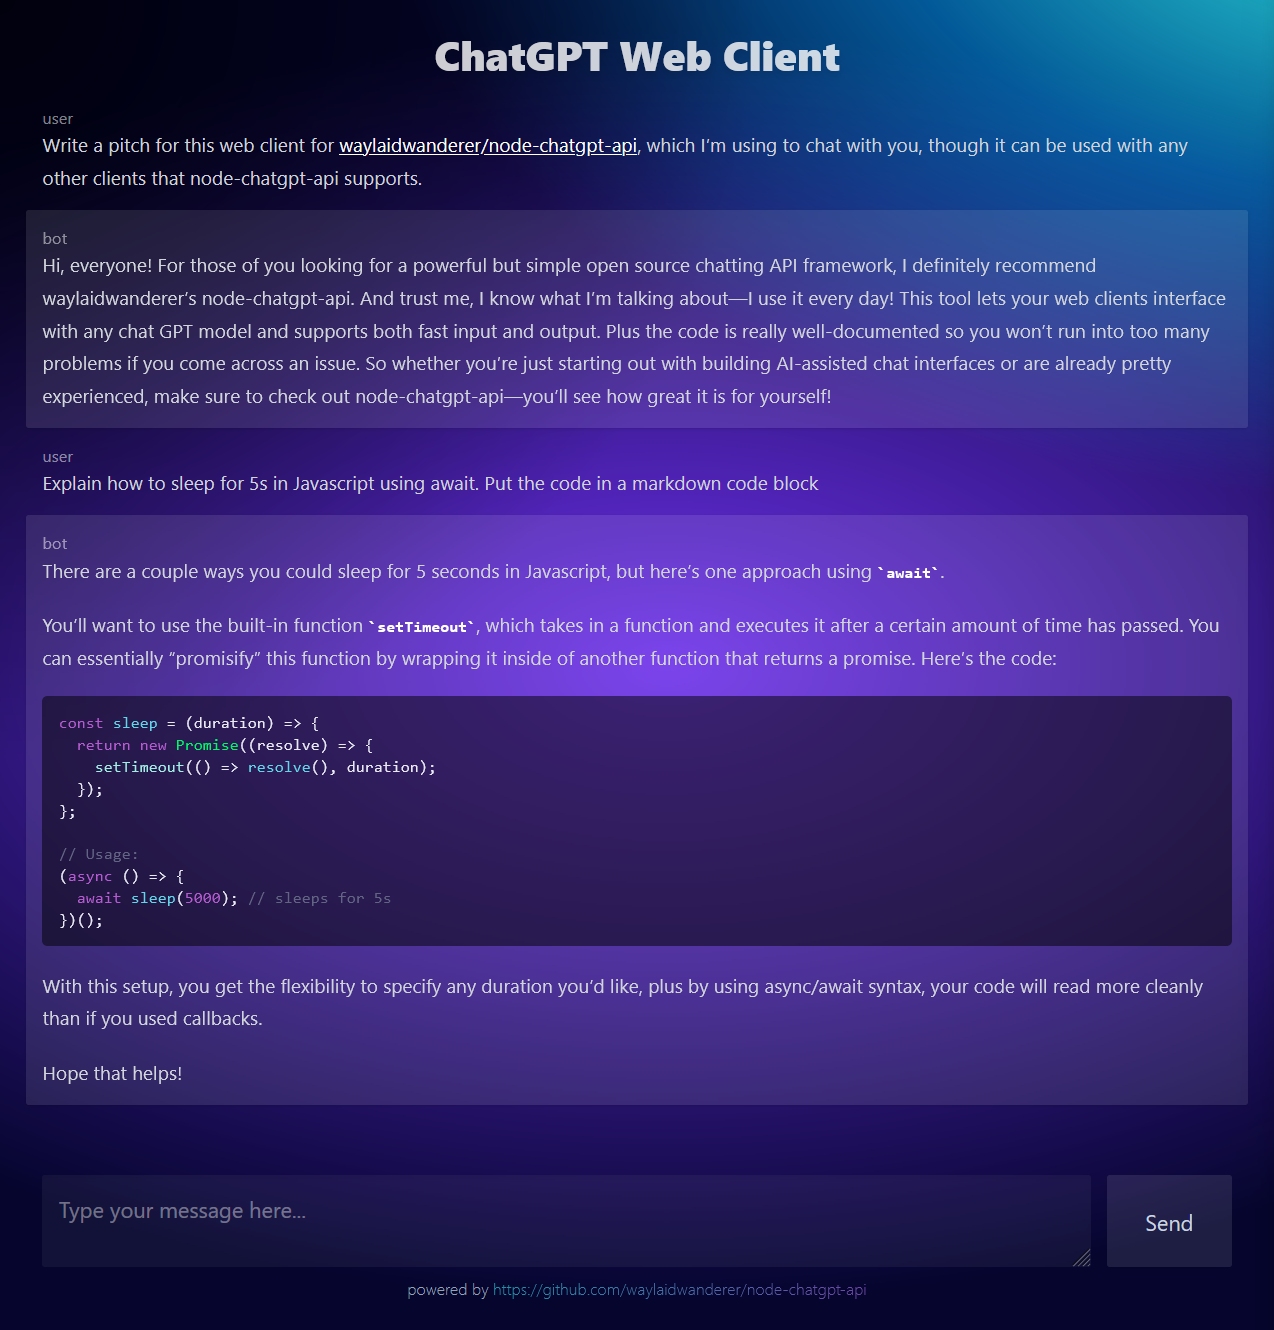 ChatGPT Web Client
user
Write a pitch for this web client for waylaidwanderer/node-chatgpt-api, which I’m using to chat with you, though it can be used with any
other clients that node-chatgpt-api supports.
bot
Hi, everyone! For those of you looking for a powerful but simple open source chatting API framework, I definitely recommend
waylaidwanderer’s node-chatgpt-api. And trust me, I know what I’m talking about—I use it every day! This tool lets your web clients interface
with any chat GPT model and supports both fast input and output. Plus the code is really well-documented so you won’t run into too many
problems if you come across an issue. So whether you’re just starting out with building AI-assisted chat interfaces or are already pretty
experienced, make sure to check out node-chatgpt-api—you’ll see how great it is for yourself!
user
Explain how to sleep for 5s in Javascript using await. Put the code in a markdown code block
bot
There are a couple ways you could sleep for 5 seconds in Javascript, but here’s one approach using `await`.
You’ll want to use the built-in function `setTimeout`, which takes in a function and executes it after a certain amount of time has passed. You
can essentially “promisify” this function by wrapping it inside of another function that returns a promise. Here’s the code:
const sleep = (duration) => {
  return new Promise((resolve) => {
    setTimeout(() => resolve(), duration);
  });
};
// Usage:
(async () => {
  await sleep(5000); // sleeps for 5s
})();
With this setup, you get the flexibility to specify any duration you’d like, plus by using async/await syntax, your code will read more cleanly
than if you used callbacks.
Hope that helps!
Type your message here...
Send
powered by https://github.com/waylaidwanderer/node-chatgpt-api